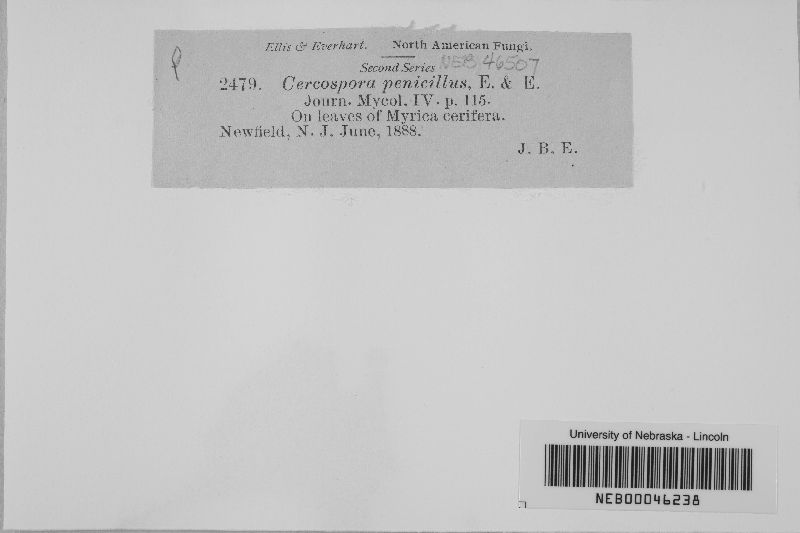 Ellis & Everhart. North American Fungi.
Second Series NEB 46507
2479. Cercospora penicillus, E. & E.
Journ. Mycol. IV. p. 115.
On leaves of Myrica cerifera.
Newfield, N. J. June, 1888.
J. B. E.
University of Nebraska - Lincoln
NEB00046238